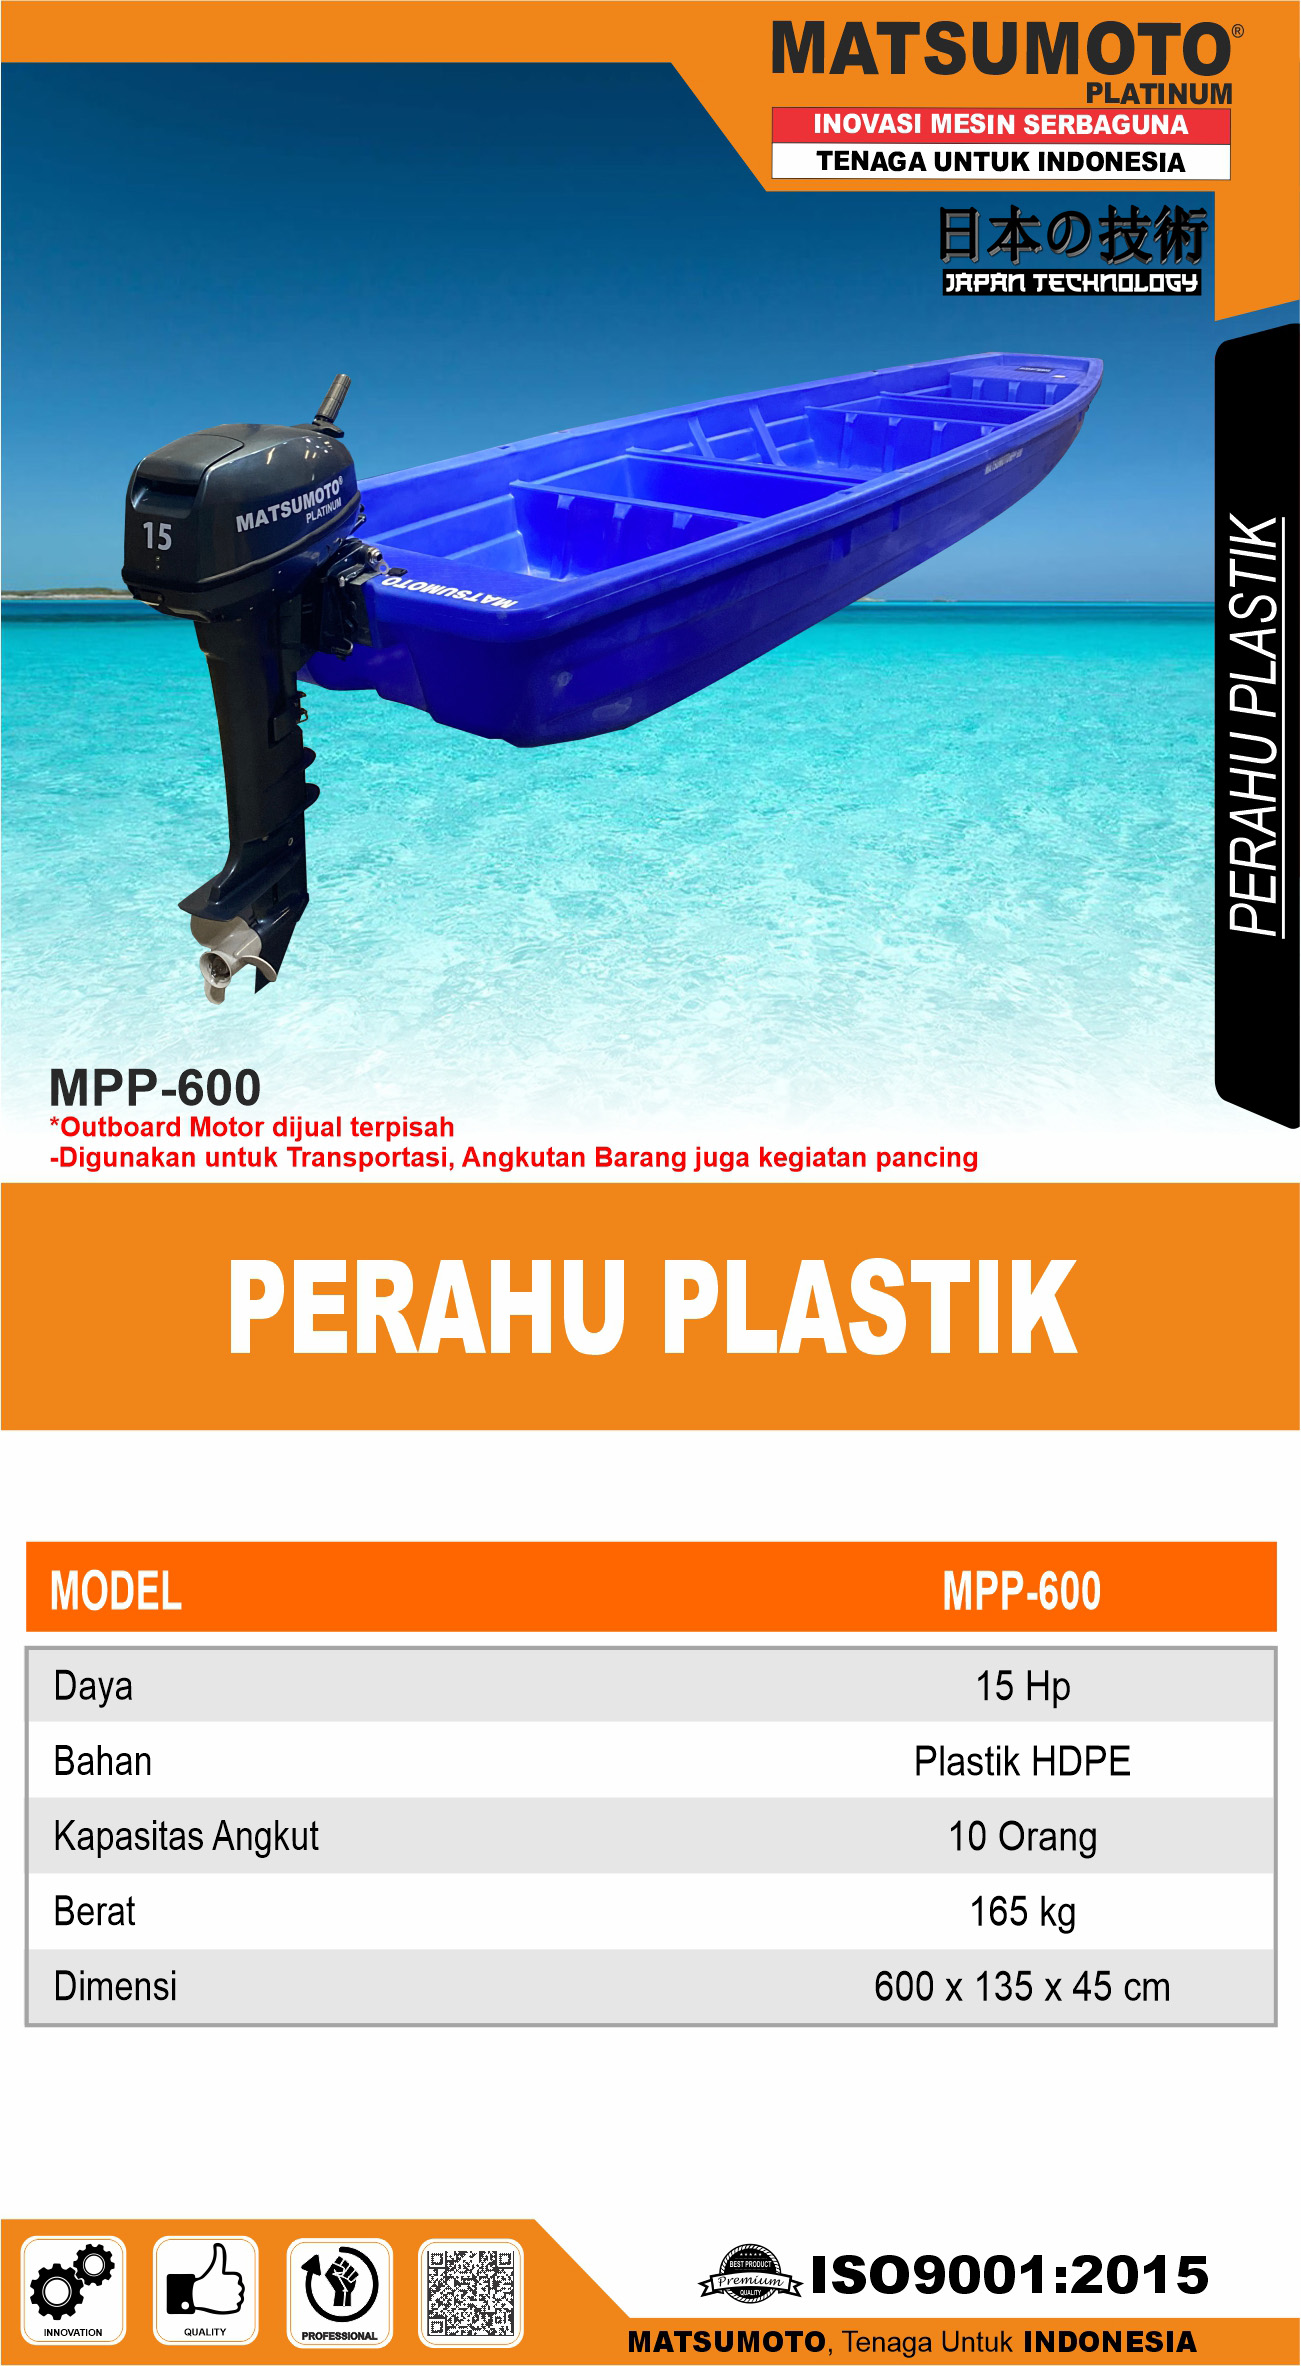 MATSUMOTO®
PLATINUM
INOVASI MESIN SERBAGUNA
TENAGA UNTUK INDONESIA
日本の技術
JAPAN TECHNOLOGY
MATSUMOTO®
PLATINUM
15
MATSUMOTO
PERAHU PLASTIK
MPP-600
*Outboard Motor dijual terpisah
-Digunakan untuk Transportasi, Angkutan Barang juga kegiatan pancing
PERAHU PLASTIK
MODEL MPP-600
Daya 15 Hp
Bahan Plastik HDPE
Kapasitas Angkut 10 Orang
Berat 165 kg
Dimensi 600 x 135 x 45 cm
INNOVATION
QUALITY
PROFESSIONAL
BEST PRODUCT
Premium
QUALITY
ISO9001:2015
MATSUMOTO, Tenaga Untuk INDONESIA